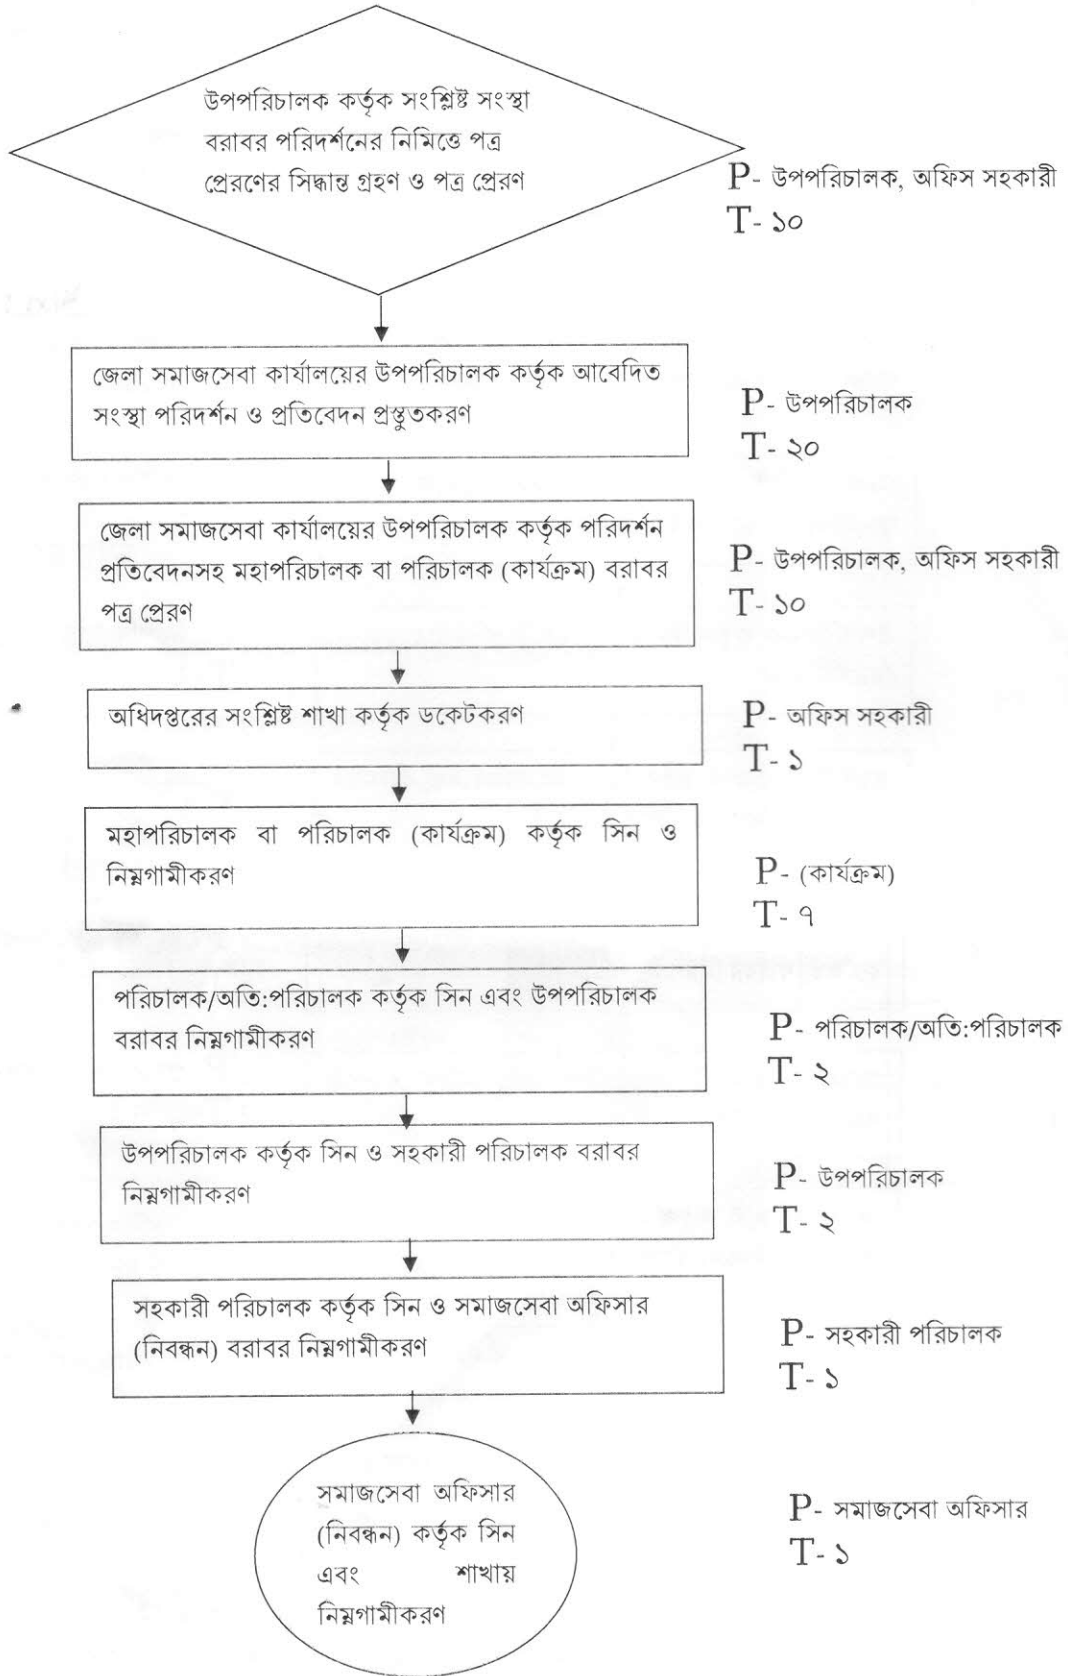 উপপরিচালক কর্তৃক সংশ্লিষ্ট সংস্থা
বরাবর পরিদর্শনের নিমিত্তে পত্র
প্রেরণের সিদ্ধান্ত গ্রহণ ও পত্র প্রেরণ
P- উপপরিচালক, অফিস সহকারী
T- ১০
জেলা সমাজসেবা কার্যালয়ের উপপরিচালক কর্তৃক আবেদিত
সংস্থা পরিদর্শন ও প্রতিবেদন প্রস্তুতকরণ
P- উপপরিচালক
T- ২০
জেলা সমাজসেবা কার্যালয়ের উপপরিচালক কর্তৃক পরিদর্শন
প্রতিবেদনসহ মহাপরিচালক বা পরিচালক (কার্যক্রম) বরাবর
পত্র প্রেরণ
P- উপপরিচালক, অফিস সহকারী
T- ১০
অধিদপ্তরের সংশ্লিষ্ট শাখা কর্তৃক ডকেটকরণ
P- অফিস সহকারী
T- ১
মহাপরিচালক বা পরিচালক (কার্যক্রম) কর্তৃক সিন ও
নিম্নগামীকরণ
P- (কার্যক্রম)
T- ৭
পরিচালক/অতি:পরিচালক কর্তৃক সিন এবং উপপরিচালক
বরাবর নিম্নগামীকরণ
P- পরিচালক/অতি:পরিচালক
T- ২
উপপরিচালক কর্তৃক সিন ও সহকারী পরিচালক বরাবর
নিম্নগামীকরণ
P- উপপরিচালক
T- ২
সহকারী পরিচালক কর্তৃক সিন ও সমাজসেবা অফিসার
(নিবন্ধন) বরাবর নিম্নগামীকরণ
P- সহকারী পরিচালক
T- ১
সমাজসেবা অফিসার
(নিবন্ধন) কর্তৃক সিন
এবং শাখায়
নিম্নগামীকরণ
P- সমাজসেবা অফিসার
T- ১